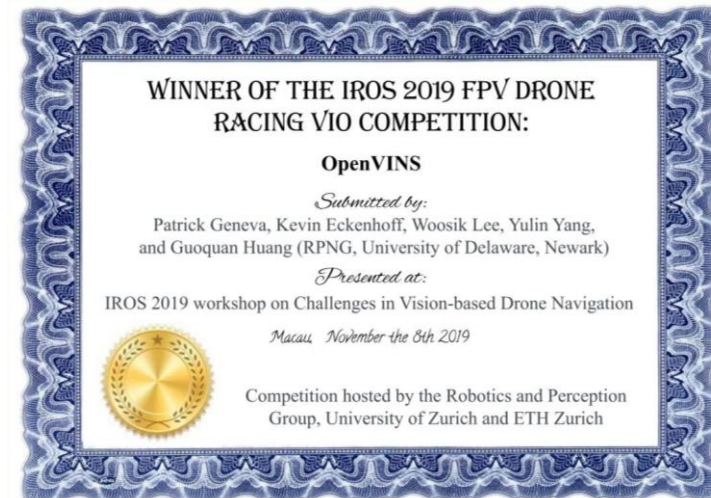 WINNER OF THE IROS 2019 FPV DRONE
RACING VIO COMPETITION:
OpenVINS
Submitted by:
Patrick Geneva, Kevin Eckenhoff, Woosik Lee, Yulin Yang,
and Guoquan Huang (RPNG, University of Delaware, Newark)
Presented at:
IROS 2019 workshop on Challenges in Vision-based Drone Navigation
Macau, November the 8th 2019
Competition hosted by the Robotics and Perception
Group, University of Zurich and ETH Zurich